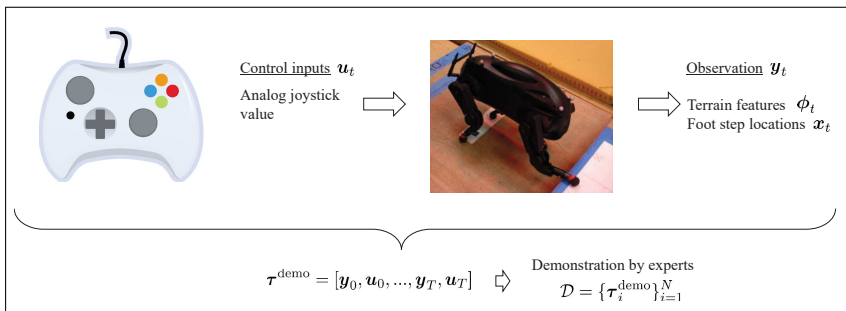 Control inputs u_t
Analog joystick
value
Observation y_t
Terrain features ϕ_t
Foot step locations x_t
τ^demo = [y_0, u_0, ..., y_T, u_T]
Demonstration by experts
𝒟 = {τ_i^demo}_{i=1}^N